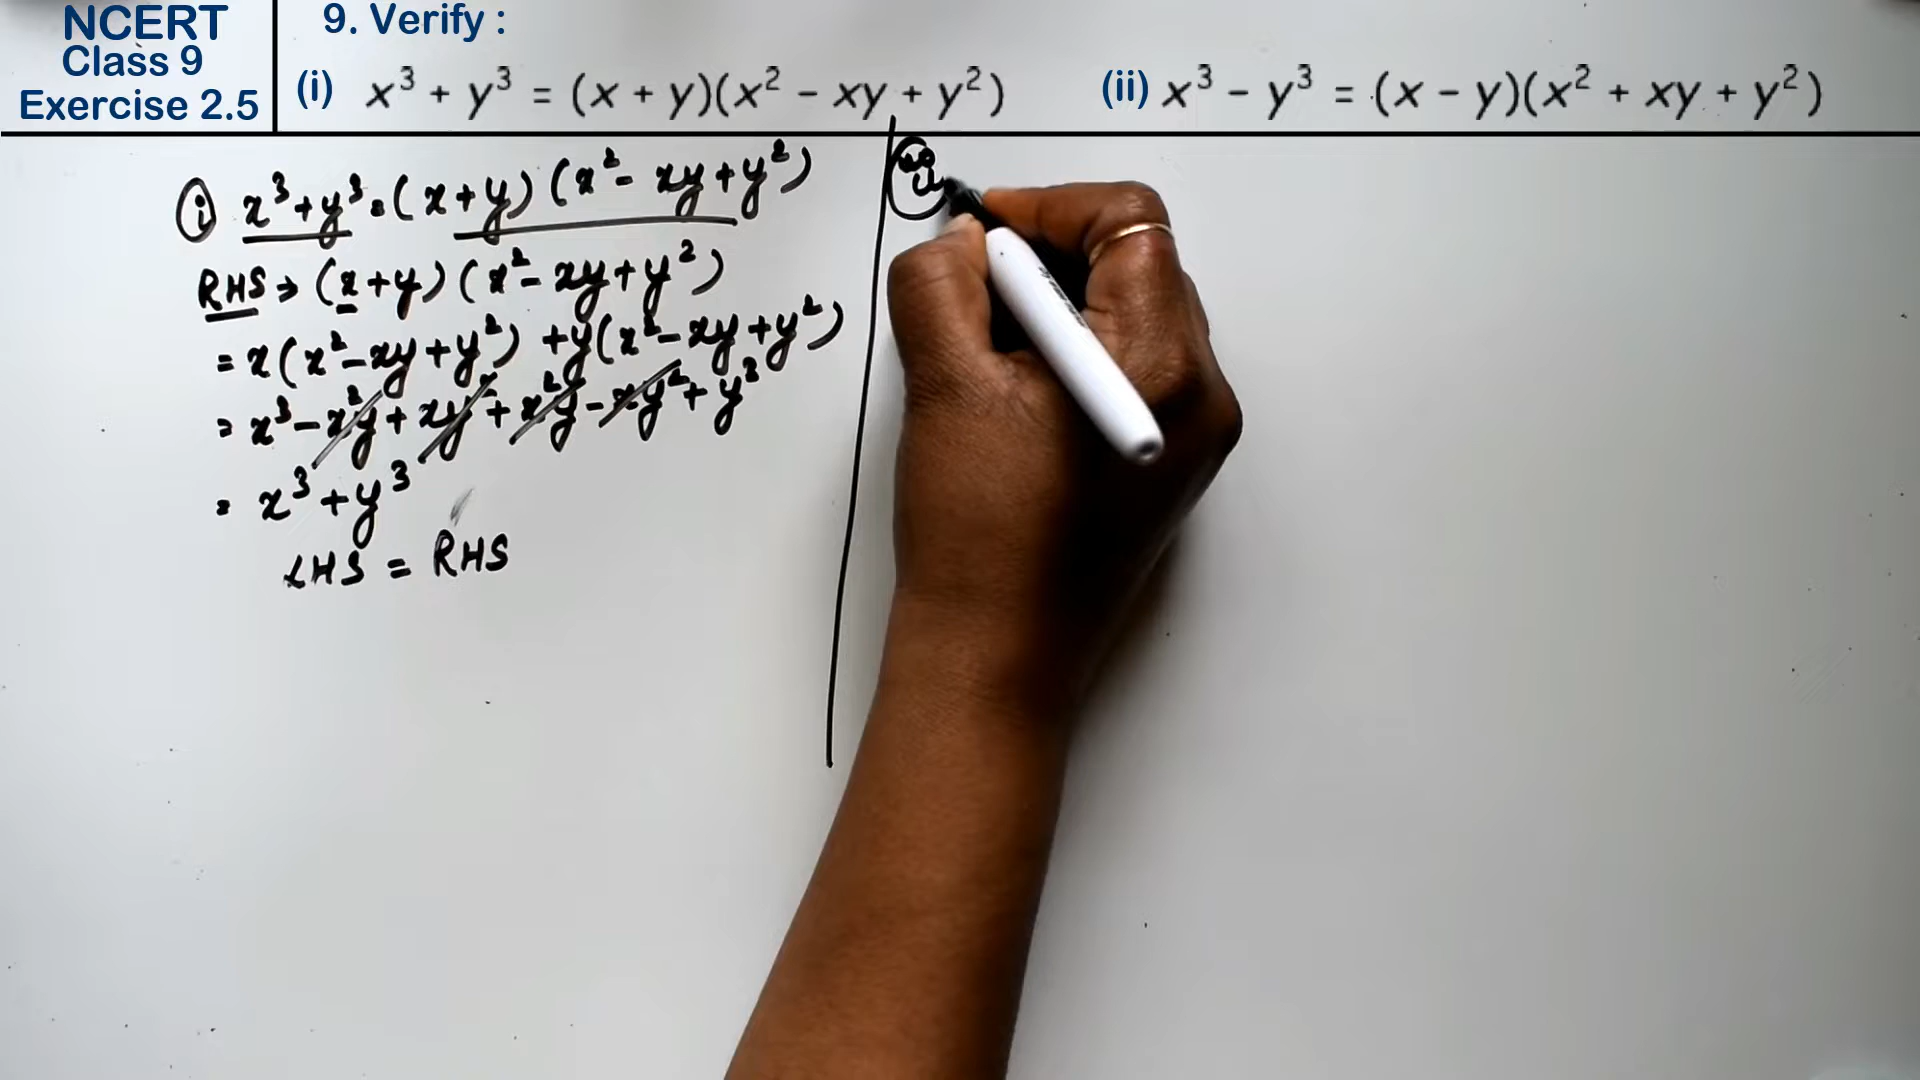 NCERT
Class 9
Exercise 2.5
9. Verify :
(i) x³ + y³ = (x + y)(x² - xy + y²)
(ii) x³ - y³ = (x - y)(x² + xy + y²)
(i) x³+y³=(x+y)(x²-xy+y²)
RHS → (x+y)(x²-xy+y²)
= x(x²-xy+y²) +y(x²-xy+y²)
= x³-x²y+xy²+x²y-xy²+y³
= x³+y³
LHS = RHS
(ii)